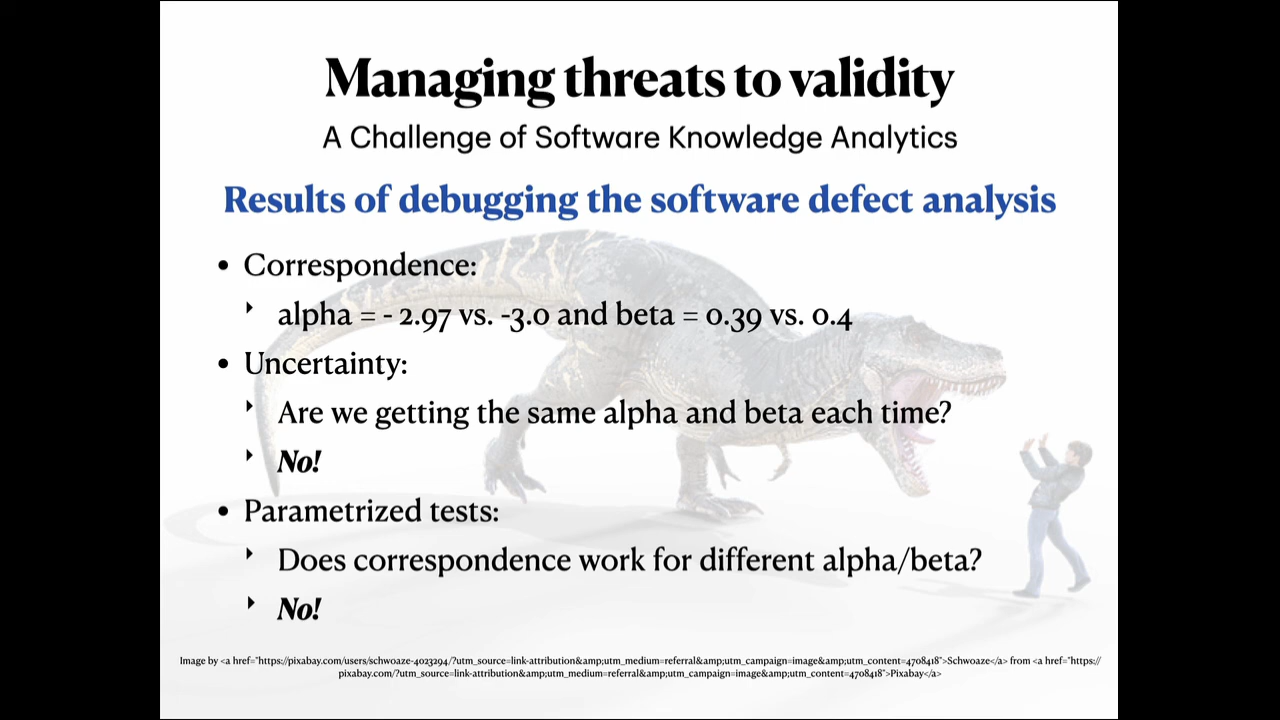 Managing threats to validity
A Challenge of Software Knowledge Analytics
Results of debugging the software defect analysis
• Correspondence:
‣ alpha = - 2.97 vs. -3.0 and beta = 0.39 vs. 0.4
• Uncertainty:
‣ Are we getting the same alpha and beta each time?
‣ No!
• Parametrized tests:
‣ Does correspondence work for different alpha/beta?
‣ No!
Image by <a href="https://pixabay.com/users/schwoaze-4023294/?utm_source=link-attribution&amp;utm_medium=referral&amp;utm_campaign=image&amp;utm_content=4708418">Schwoaze</a> from <a href="https://
pixabay.com/?utm_source=link-attribution&amp;utm_medium=referral&amp;utm_campaign=image&amp;utm_content=4708418">Pixabay</a>